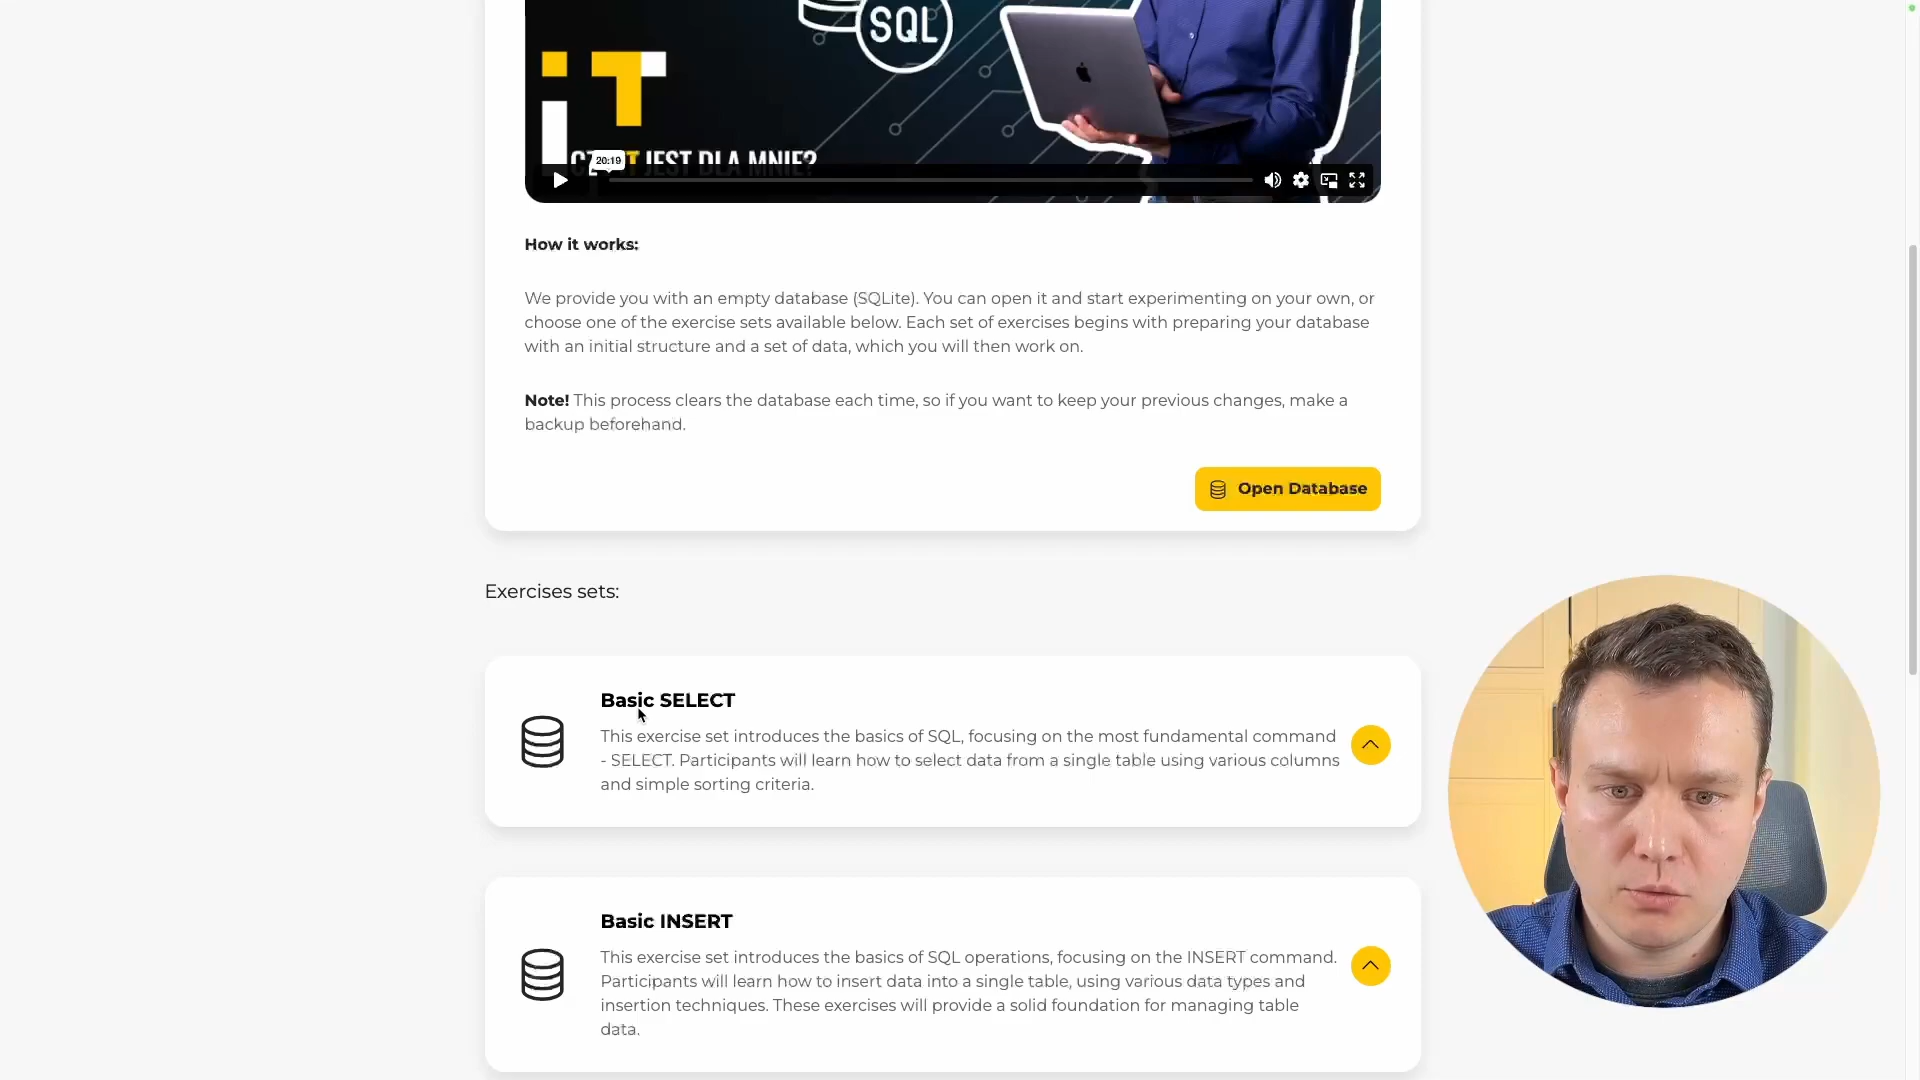 SQL
iT
CZY IT JEST DLA MNIE?
20:19
How it works:
We provide you with an empty database (SQLite). You can open it and start experimenting on your own, or
choose one of the exercise sets available below. Each set of exercises begins with preparing your database
with an initial structure and a set of data, which you will then work on.
Note! This process clears the database each time, so if you want to keep your previous changes, make a
backup beforehand.
Open Database
Exercises sets:
Basic SELECT
This exercise set introduces the basics of SQL, focusing on the most fundamental command
- SELECT. Participants will learn how to select data from a single table using various columns
and simple sorting criteria.
Basic INSERT
This exercise set introduces the basics of SQL operations, focusing on the INSERT command.
Participants will learn how to insert data into a single table, using various data types and
insertion techniques. These exercises will provide a solid foundation for managing table
data.